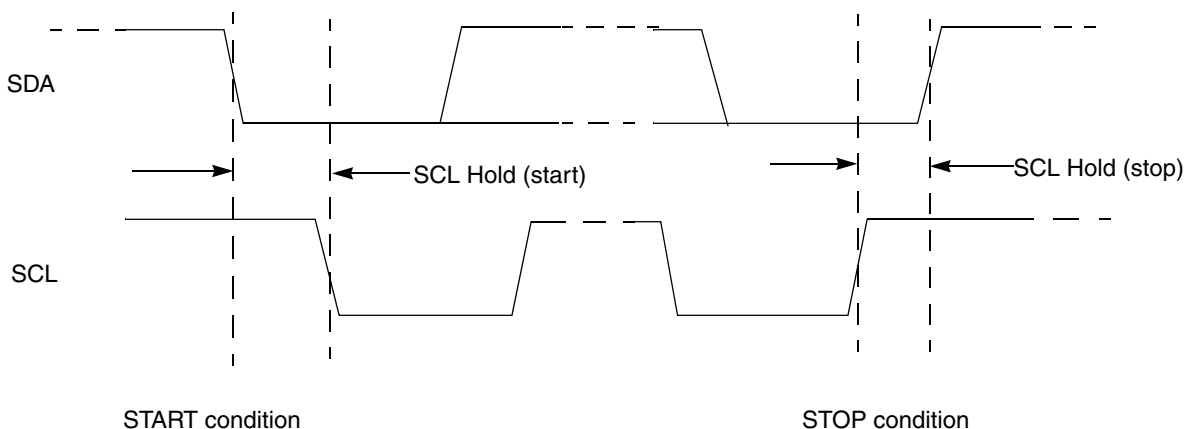 SDA
SCL Hold (start)
SCL Hold (stop)
SCL
START condition
STOP condition